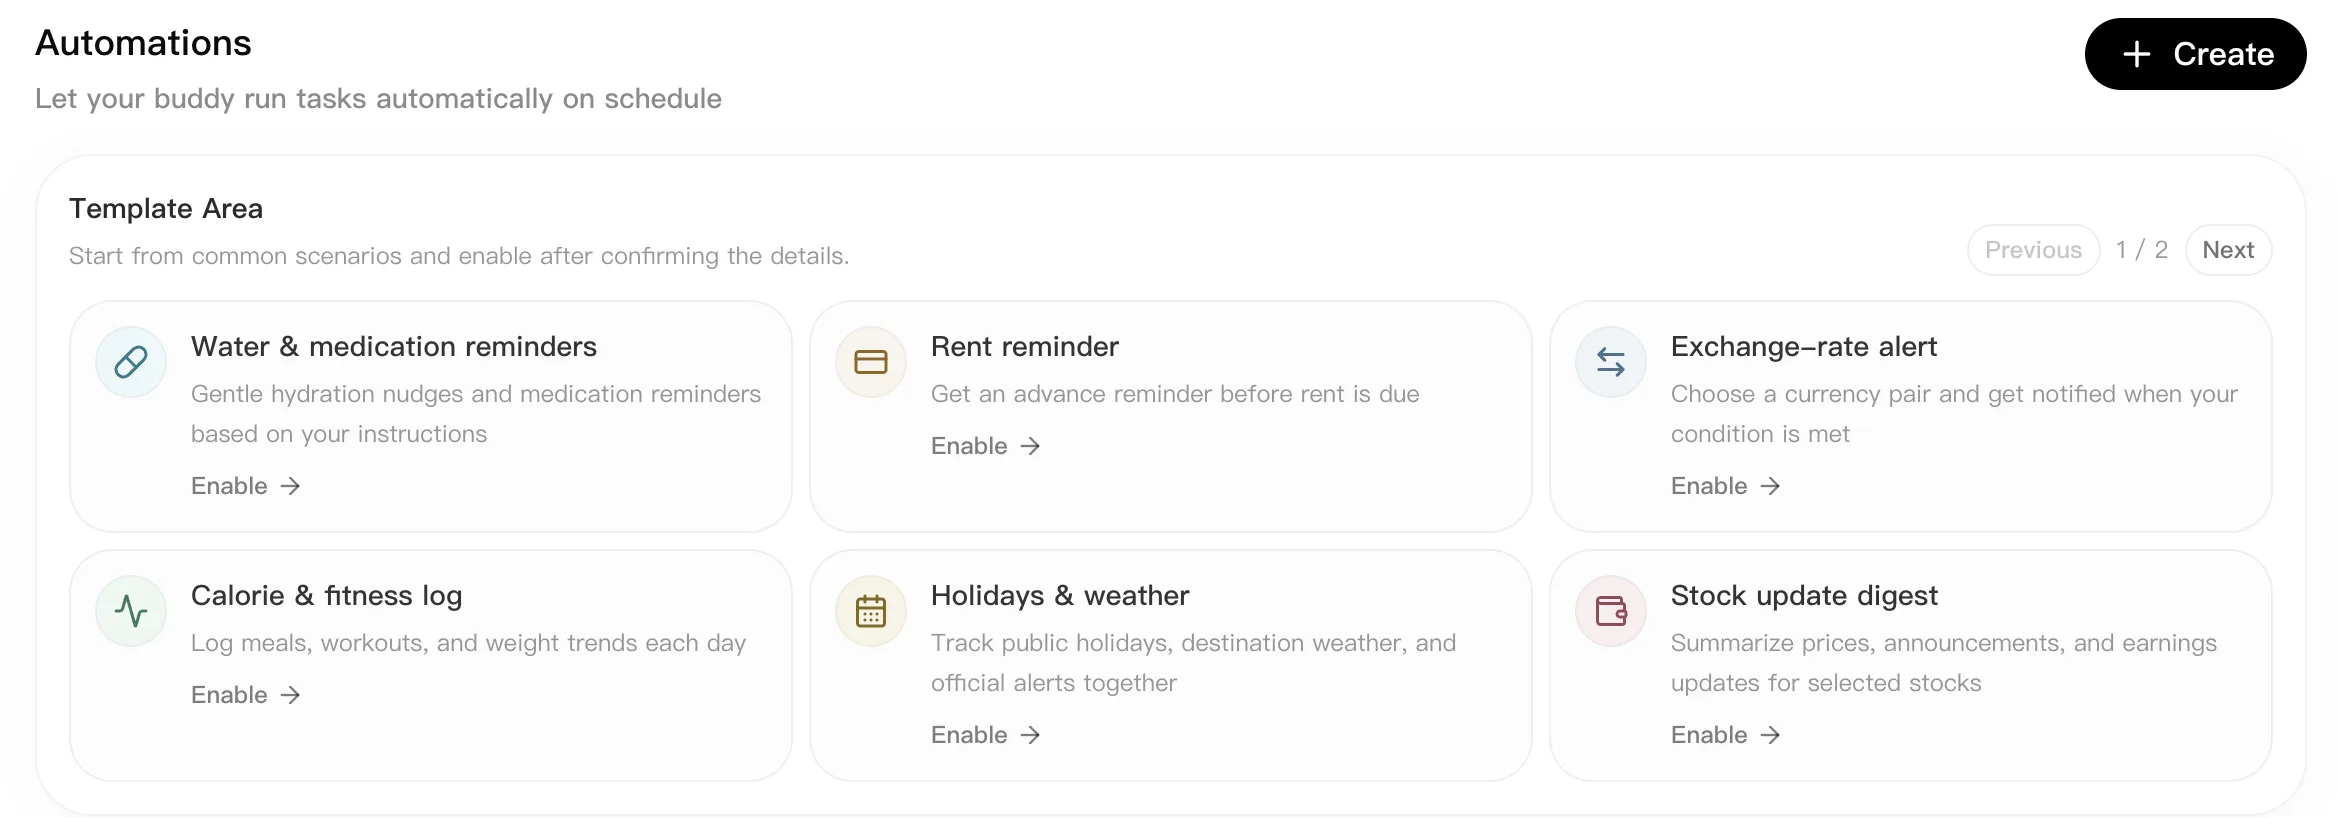 Automations
Let your buddy run tasks automatically on schedule
Create
Template Area
Start from common scenarios and enable after confirming the details.
Previous 1 / 2 Next
Water & medication reminders
Gentle hydration nudges and medication reminders
based on your instructions
Enable →
Rent reminder
Get an advance reminder before rent is due
Enable →
Exchange-rate alert
Choose a currency pair and get notified when your
condition is met
Enable →
Calorie & fitness log
Log meals, workouts, and weight trends each day
Enable →
Holidays & weather
Track public holidays, destination weather, and
official alerts together
Enable →
Stock update digest
Summarize prices, announcements, and earnings
updates for selected stocks
Enable →